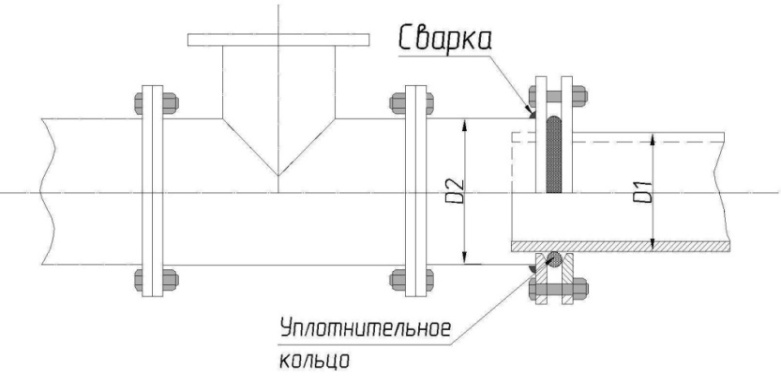 Сварка
D2
D1
Уплотнительное
кольцо